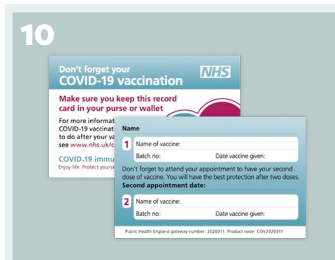 10
Don't forget your
COVID-19 vaccination
NHS
Make sure you keep this record
card in your purse or wallet
For more informat
COVID-19 vaccinat
to do after your va
see www.nhs.uk/c
COVID.19 immu
Enjoy life. Protect yourse
Name
1 Name of vaccine:
Batch no: Date vaccine given:
Don't forget to attend your appointment to have your second
dose of vaccine. You will have the best protection after two doses.
Second appointment date:
2 Name of vaccine:
Batch no: Date vaccine given:
Public Health England gateway number: 2020311. Product code: COV2020311